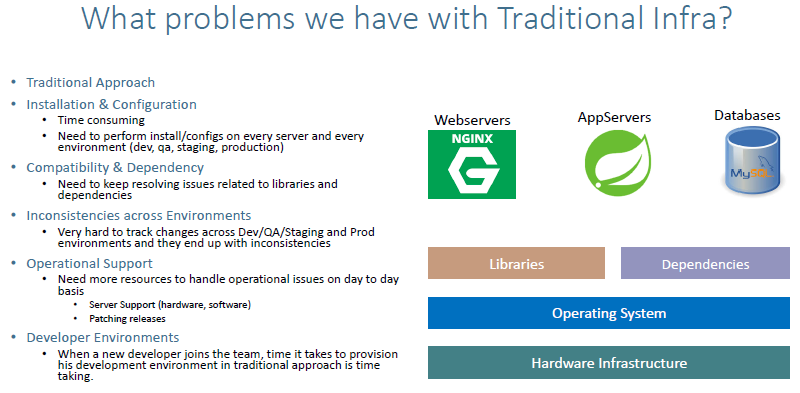 What problems we have with Traditional Infra?
• Traditional Approach
• Installation & Configuration
• Time consuming
• Need to perform install/configs on every server and every
environment (dev, qa, staging, production)
• Compatibility & Dependency
• Need to keep resolving issues related to libraries and
dependencies
• Inconsistencies across Environments
• Very hard to track changes across Dev/QA/Staging and Prod
environments and they end up with inconsistencies
• Operational Support
• Need more resources to handle operational issues on day to day
basis
• Server Support (hardware, software)
• Patching releases
• Developer Environments
• When a new developer joins the team, time it takes to provision
his development environment in traditional approach is time
taking.
Webservers
AppServers
Databases
NGINX
G
MySQL
Libraries
Dependencies
Operating System
Hardware Infrastructure